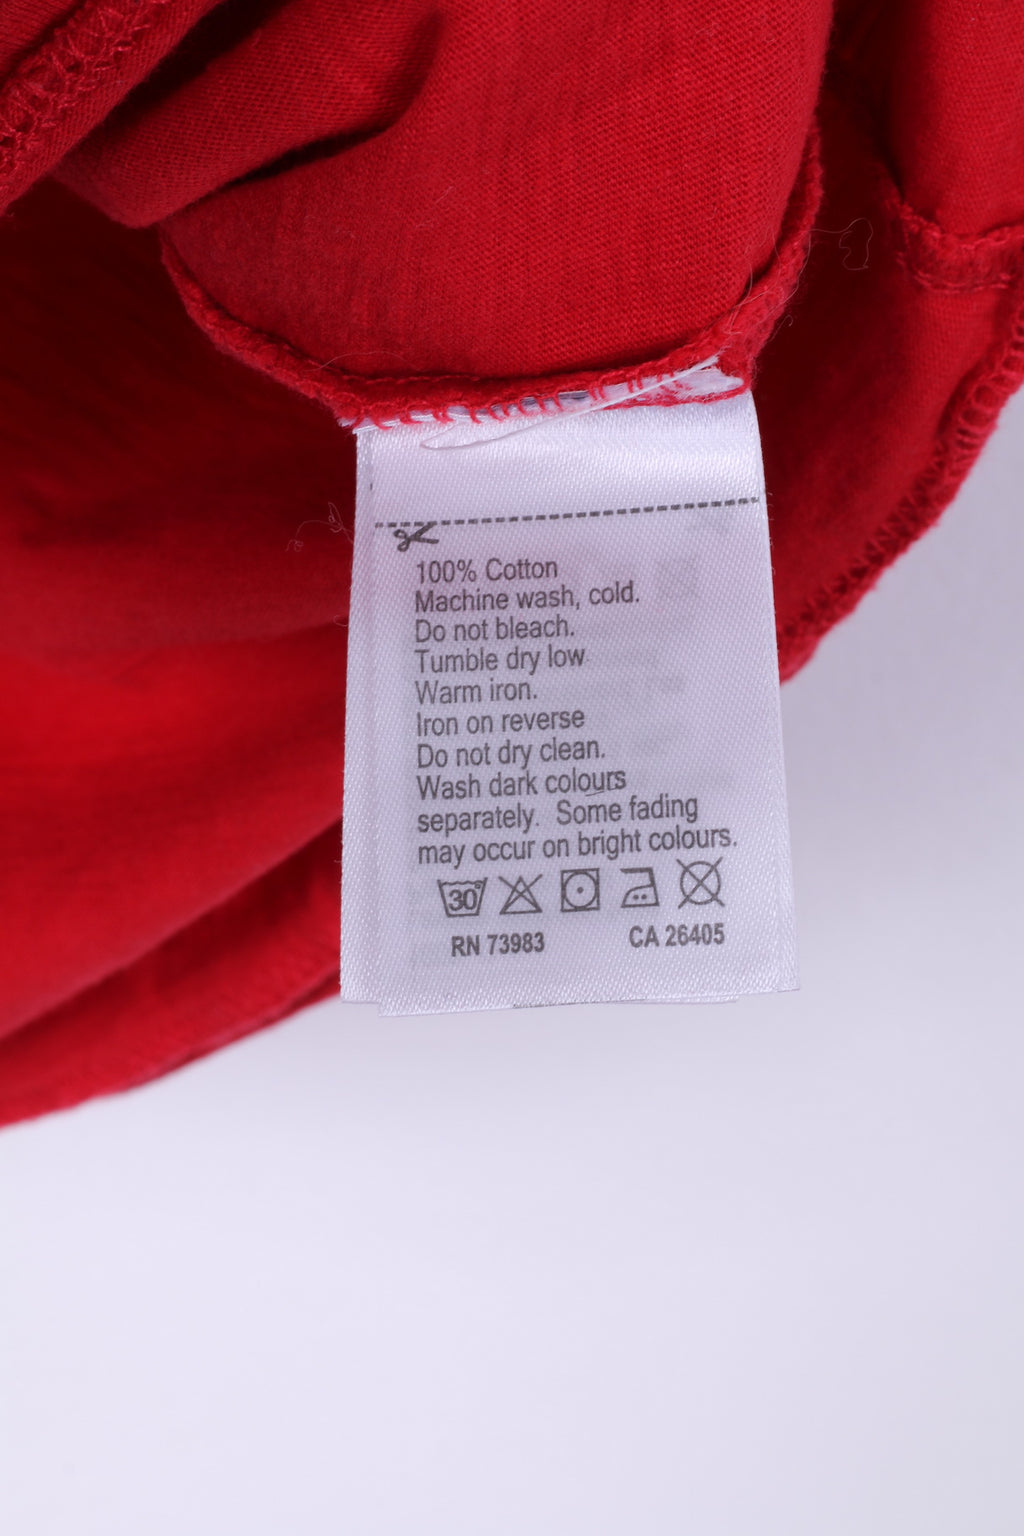 100% Cotton
Machine wash, cold.
Do not bleach.
Tumble dry low
Warm iron.
Iron on reverse
Do not dry clean.
Wash dark colours
separately. Some fading
may occur on bright colours.
30°
RN 73983 CA 26405